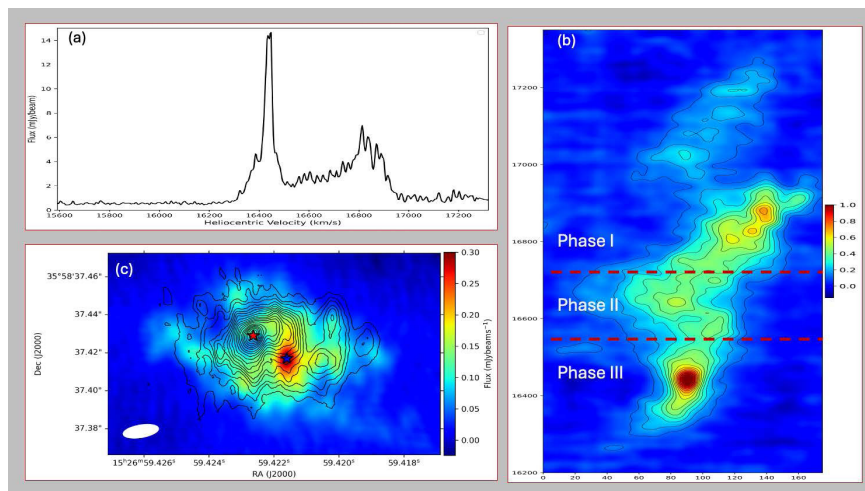 (a)
14
12
10
8
6
4
2
0
Flux (mJy/beam)
15600 15800 16000 16200 16400 16600 16800 17000 17200
Heliocentric Velocity (km/s)
(b)
17200
17000
16800
16600
16400
16200
Phase I
Phase II
Phase III
0 20 40 60 80 100 120 140 160
1.0
0.8
0.6
0.4
0.2
0.0
(c)
35°58'37.46"
37.44"
37.42"
37.40"
37.38"
Dec (J2000)
15h26m59.426s 59.424s 59.422s 59.420s 59.418s
RA (J2000)
0.30
0.25
0.20
0.15
0.10
0.05
0.00
Flux (mJybeams⁻¹)